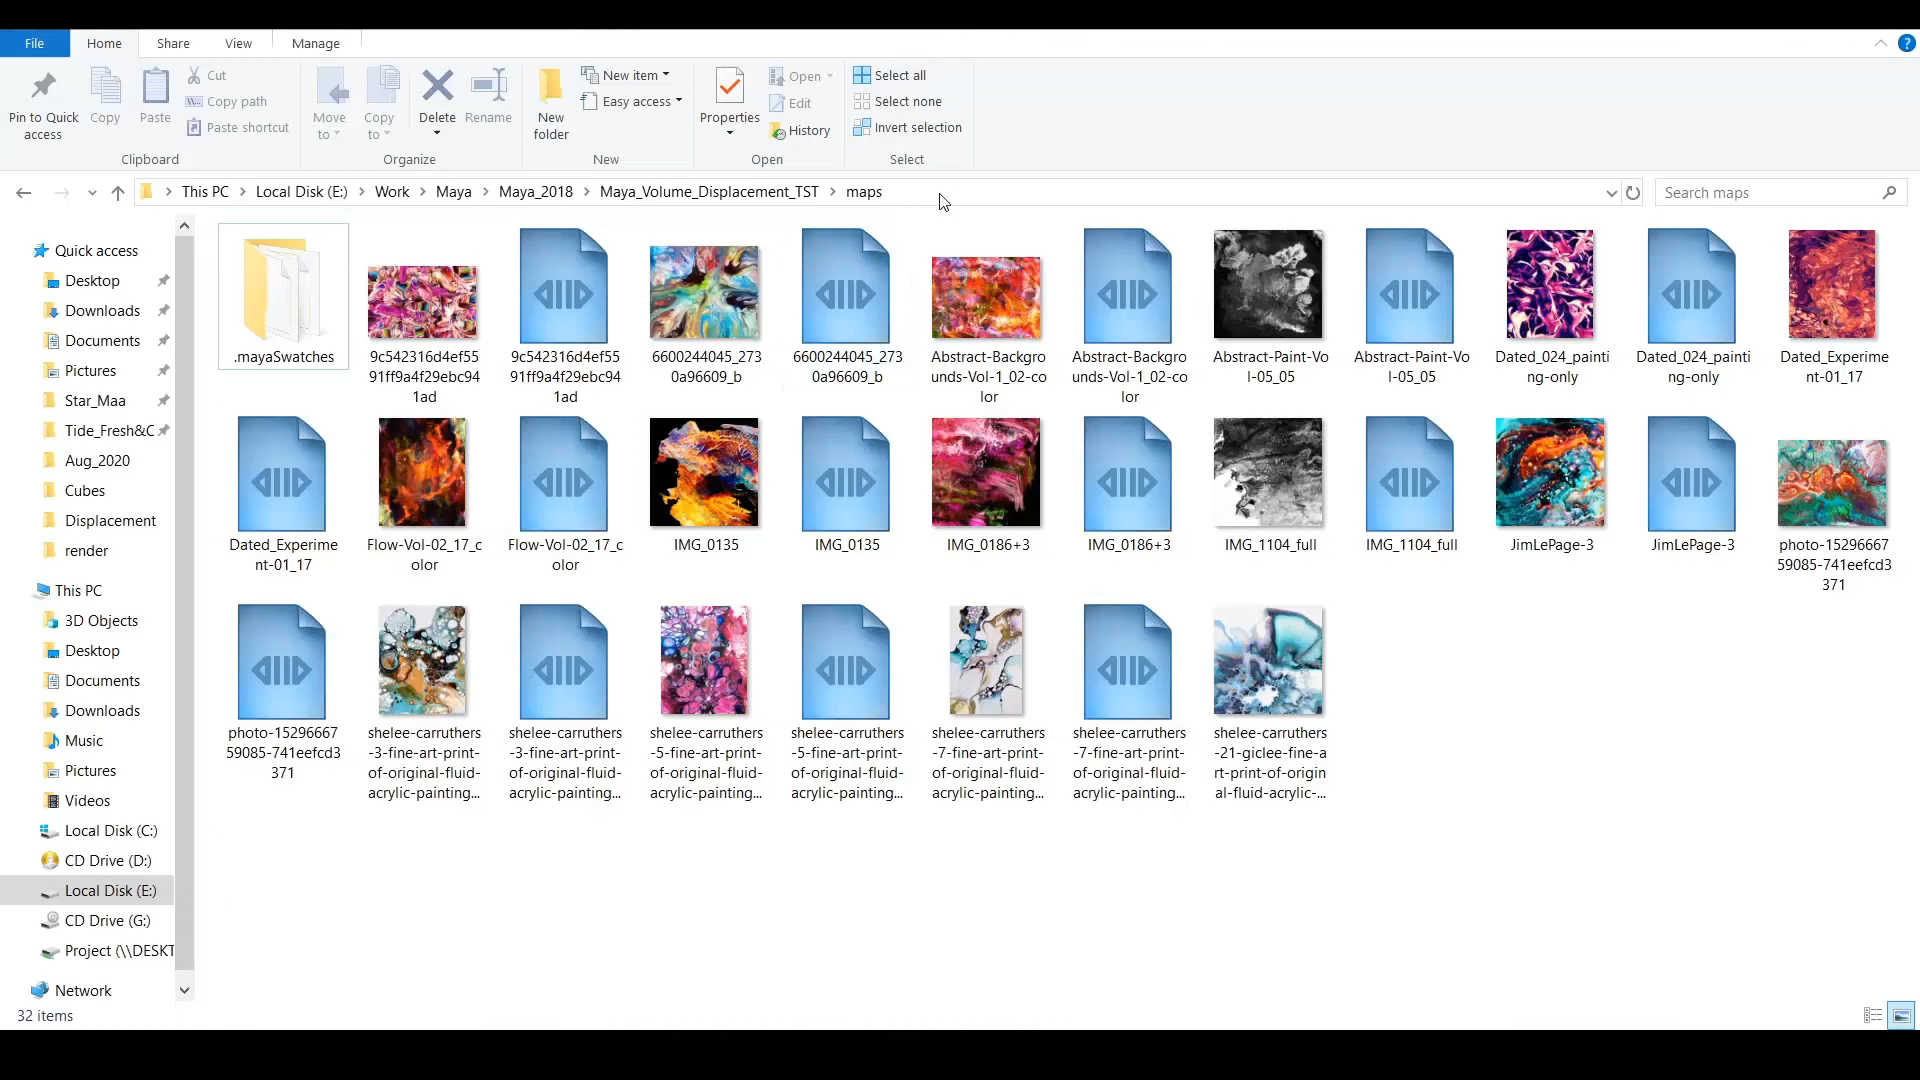 File
Home
Share
View
Manage
?
Pin to Quick
access
Copy
Paste
Cut
Copy path
Paste shortcut
Clipboard
Move
to
Copy
to
Delete
Rename
Organize
New
folder
New item
Easy access
New
Properties
Open
Edit
History
Open
Select all
Select none
Invert selection
Select
This PC
Local Disk (E:)
Work
Maya
Maya_2018
Maya_Volume_Displacement_TST
maps
Search maps
Quick access
Desktop
Downloads
Documents
Pictures
Star_Maa
Tide_Fresh&C
Aug_2020
Cubes
Displacement
render
This PC
3D Objects
Desktop
Documents
Downloads
Music
Pictures
Videos
Local Disk (C:)
CD Drive (D:)
Local Disk (E:)
CD Drive (G:)
Project (\\DESKT
Network
.mayaSwatches
9c542316d4ef55
91ff9a4f29ebc94
1ad
9c542316d4ef55
91ff9a4f29ebc94
1ad
6600244045_273
0a96609_b
6600244045_273
0a96609_b
Abstract-Backgro
unds-Vol-1_02-co
lor
Abstract-Backgro
unds-Vol-1_02-co
lor
Abstract-Paint-Vo
l-05_05
Abstract-Paint-Vo
l-05_05
Dated_024_painti
ng-only
Dated_024_painti
ng-only
Dated_Experime
nt-01_17
Dated_Experime
nt-01_17
Flow-Vol-02_17_c
olor
Flow-Vol-02_17_c
olor
IMG_0135
IMG_0135
IMG_0186+3
IMG_0186+3
IMG_1104_full
IMG_1104_full
JimLePage-3
JimLePage-3
photo-15296667
59085-741eefcd3
371
photo-15296667
59085-741eefcd3
371
shelee-carruthers
-3-fine-art-print-
of-original-fluid-
acrylic-painting...
shelee-carruthers
-3-fine-art-print-
of-original-fluid-
acrylic-painting...
shelee-carruthers
-5-fine-art-print-
of-original-fluid-
acrylic-painting...
shelee-carruthers
-5-fine-art-print-
of-original-fluid-
acrylic-painting...
shelee-carruthers
-7-fine-art-print-
of-original-fluid-
acrylic-painting...
shelee-carruthers
-7-fine-art-print-
of-original-fluid-
acrylic-painting...
shelee-carruthers
-21-giclee-fine-a
rt-print-of-origin
al-fluid-acrylic-...
32 items